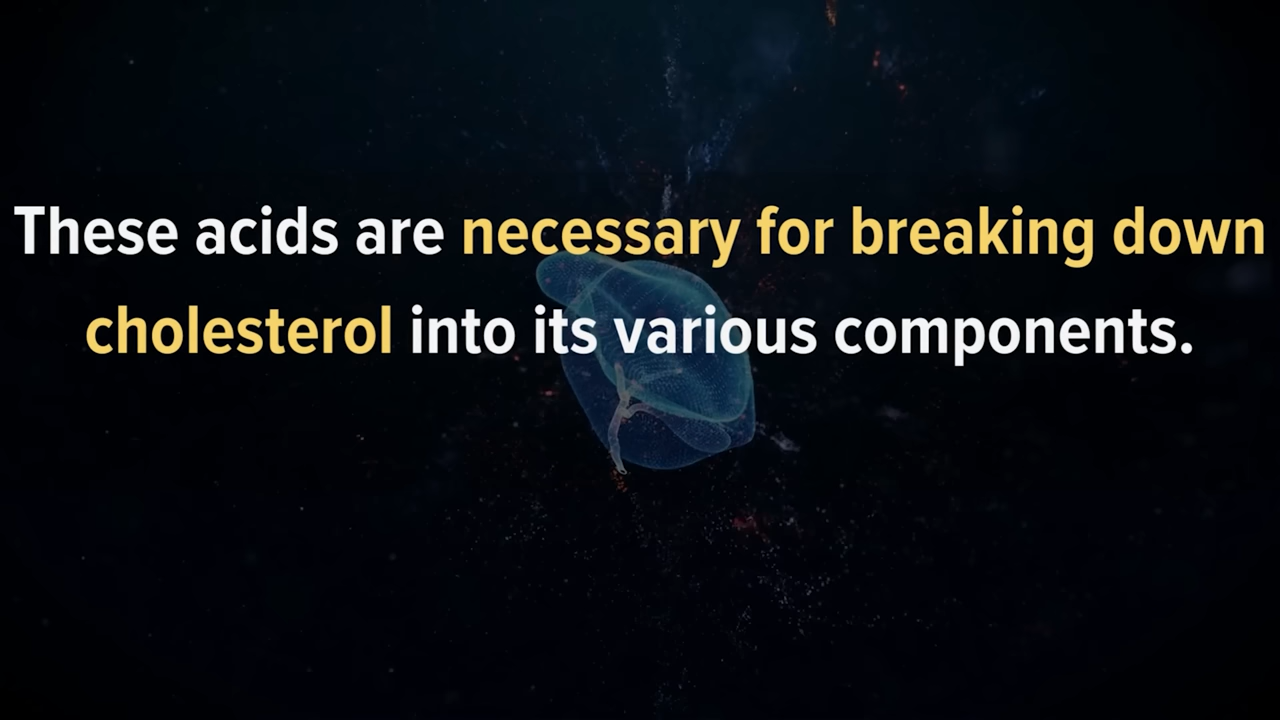 These acids are necessary for breaking down
cholesterol into its various components.